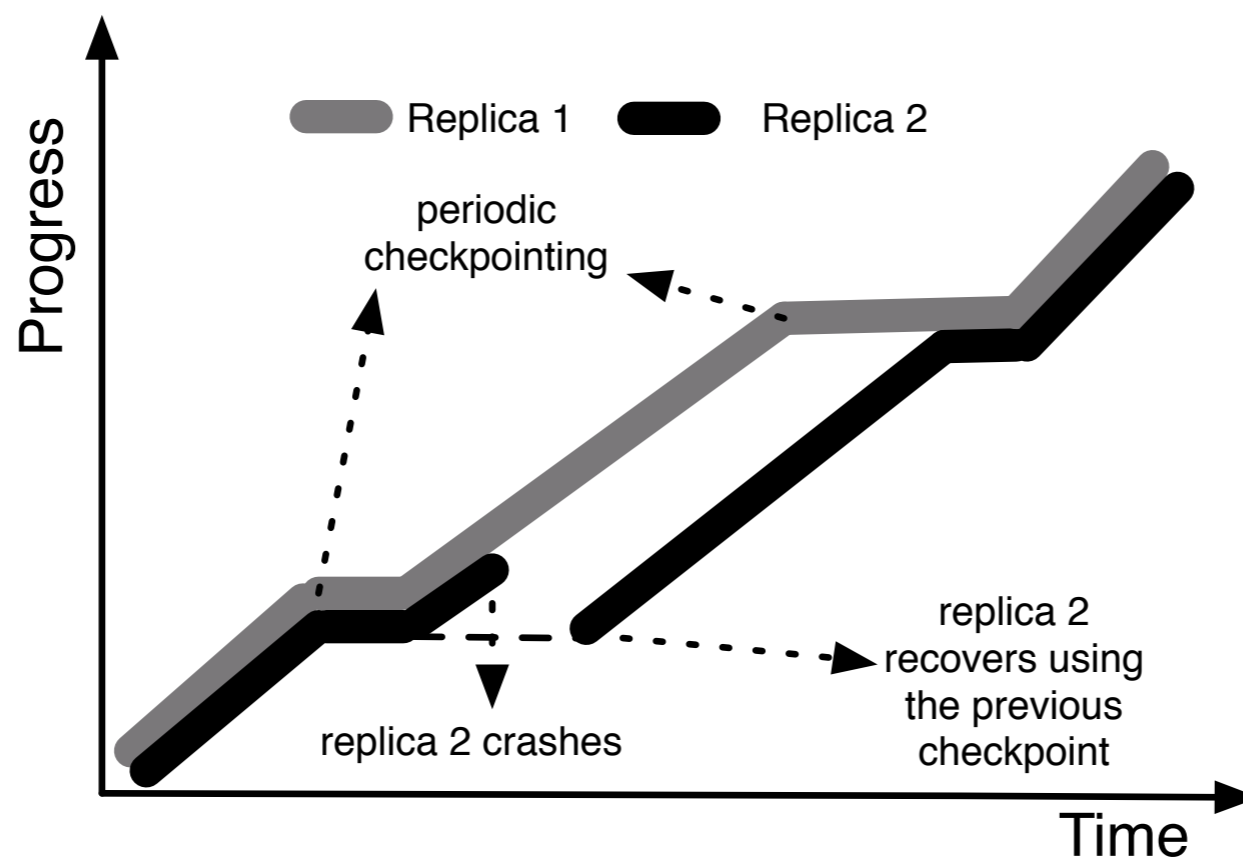 Replica 1
Replica 2
periodic
checkpointing
Progress
replica 2
recovers using
the previous
checkpoint
replica 2 crashes
Time